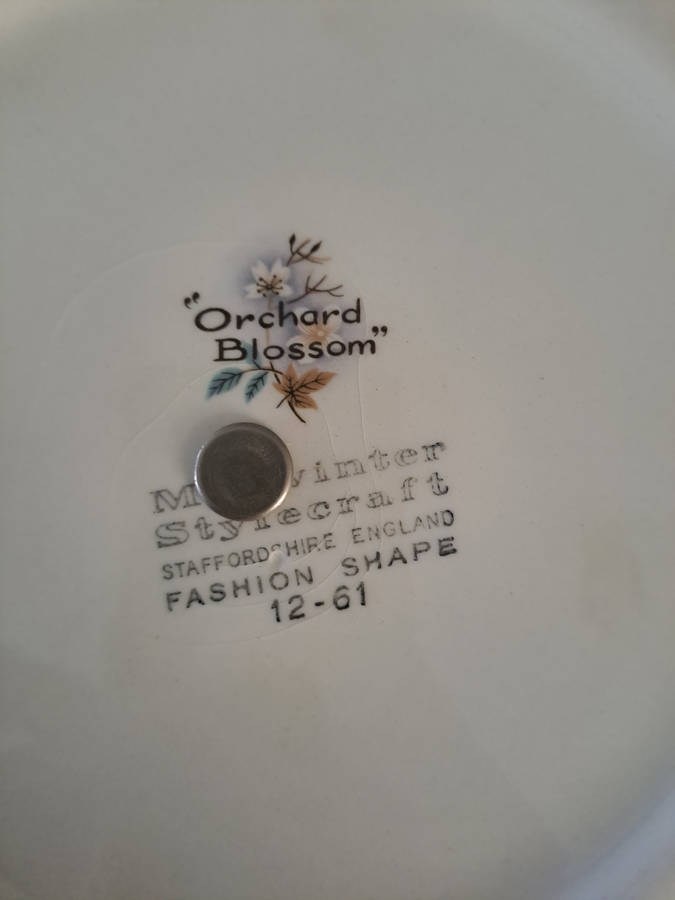 "Orchard
Blossom"
Stylecraft
STAFFORDSHIRE ENGLAND
FASHION SHAPE
12-61